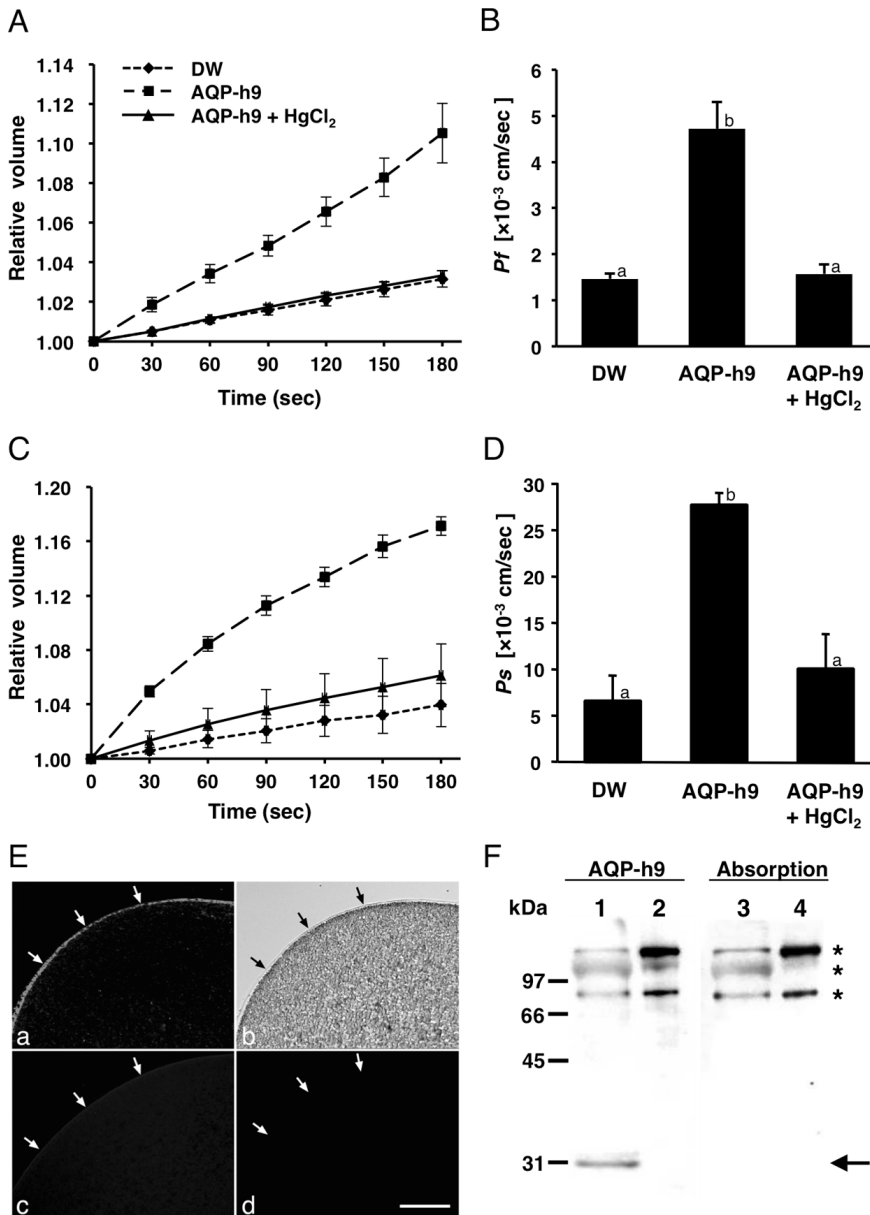 A
1.14
1.12
1.10
1.08
1.06
1.04
1.02
1.00
Relative volume
DW
AQP-h9
AQP-h9 + HgCl₂
0 30 60 90 120 150 180
Time (sec)
B
6
5
4
3
2
1
0
Pf [×10⁻³ cm/sec]
a
b
a
DW
AQP-h9
AQP-h9
+ HgCl₂
C
1.20
1.16
1.12
1.08
1.04
1.00
Relative volume
0 30 60 90 120 150 180
Time (sec)
D
30
25
20
15
10
5
0
Ps [×10⁻³ cm/sec ]
a
b
a
DW
AQP-h9
AQP-h9
+ HgCl₂
E
a
b
c
d
F
AQP-h9 Absorption
kDa 1 2 3 4
*
*
97
*
66
45
31